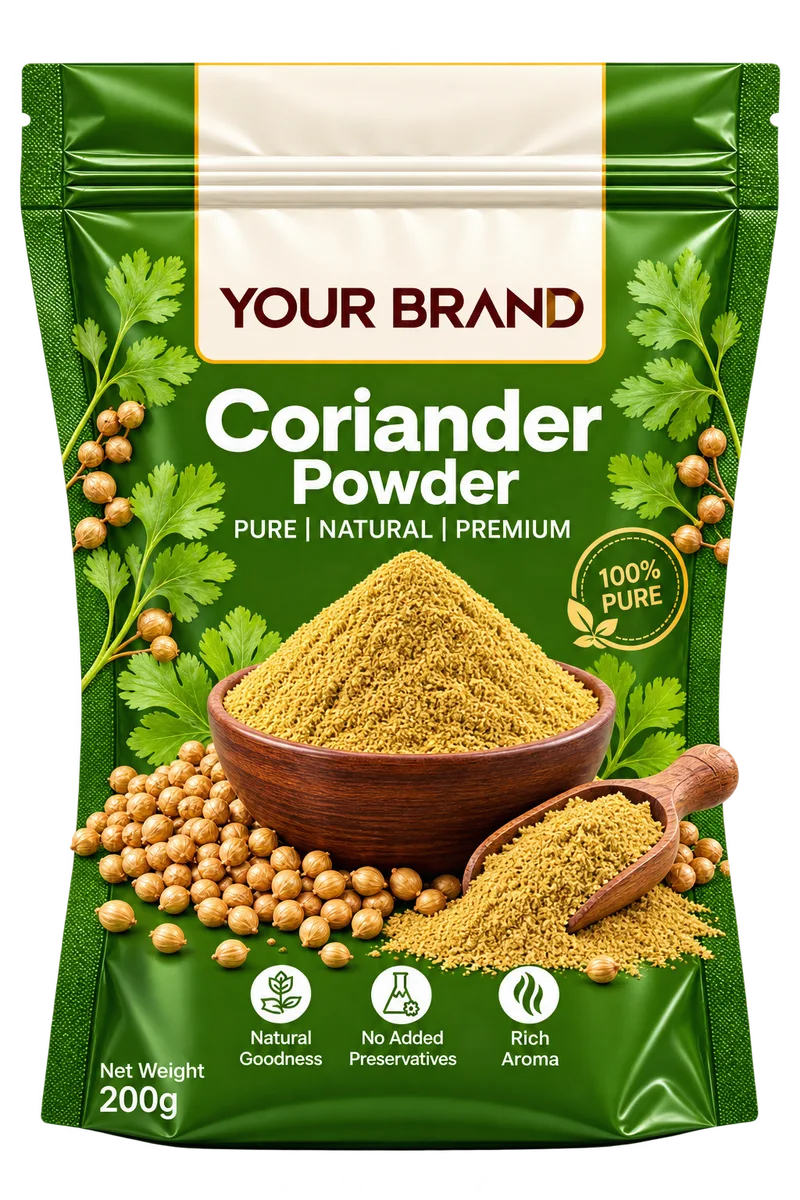 YOUR BRAND
Coriander
Powder
PURE | NATURAL | PREMIUM
100%
PURE
Natural
Goodness
No Added
Preservatives
Rich
Aroma
Net Weight
200g